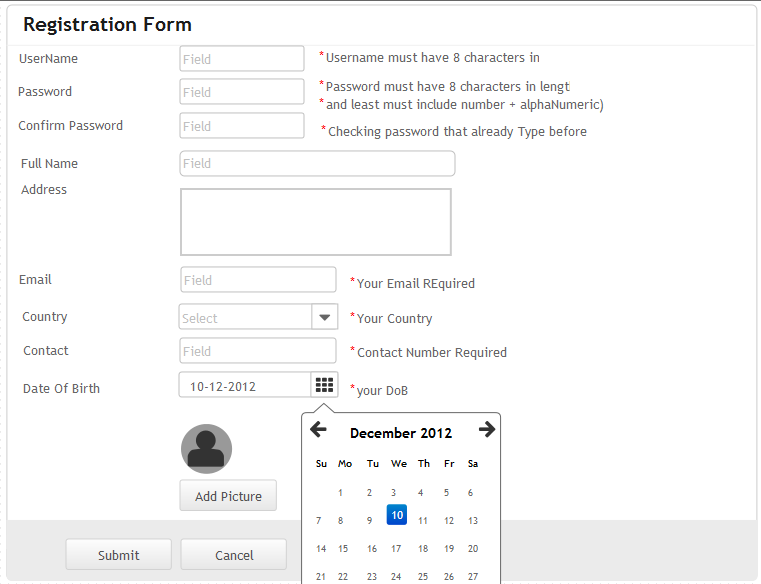 Registration Form
UserName Field *Username must have 8 characters in
Password Field *Password must have 8 characters in lengt
*and least must include number + alphaNumeric)
Confirm Password Field *Checking password that already Type before
Full Name Field
Address
Email Field *Your Email REquired
Country Select *Your Country
Contact Field *Contact Number Required
Date Of Birth 10-12-2012 *your DoB
December 2012
Su Mo Tu We Th Fr Sa
1 2 3 4 5 6
Add Picture
7 8 9 10 11 12 13
14 15 16 17 18 19 20
Submit Cancel
21 22 23 24 25 26 27